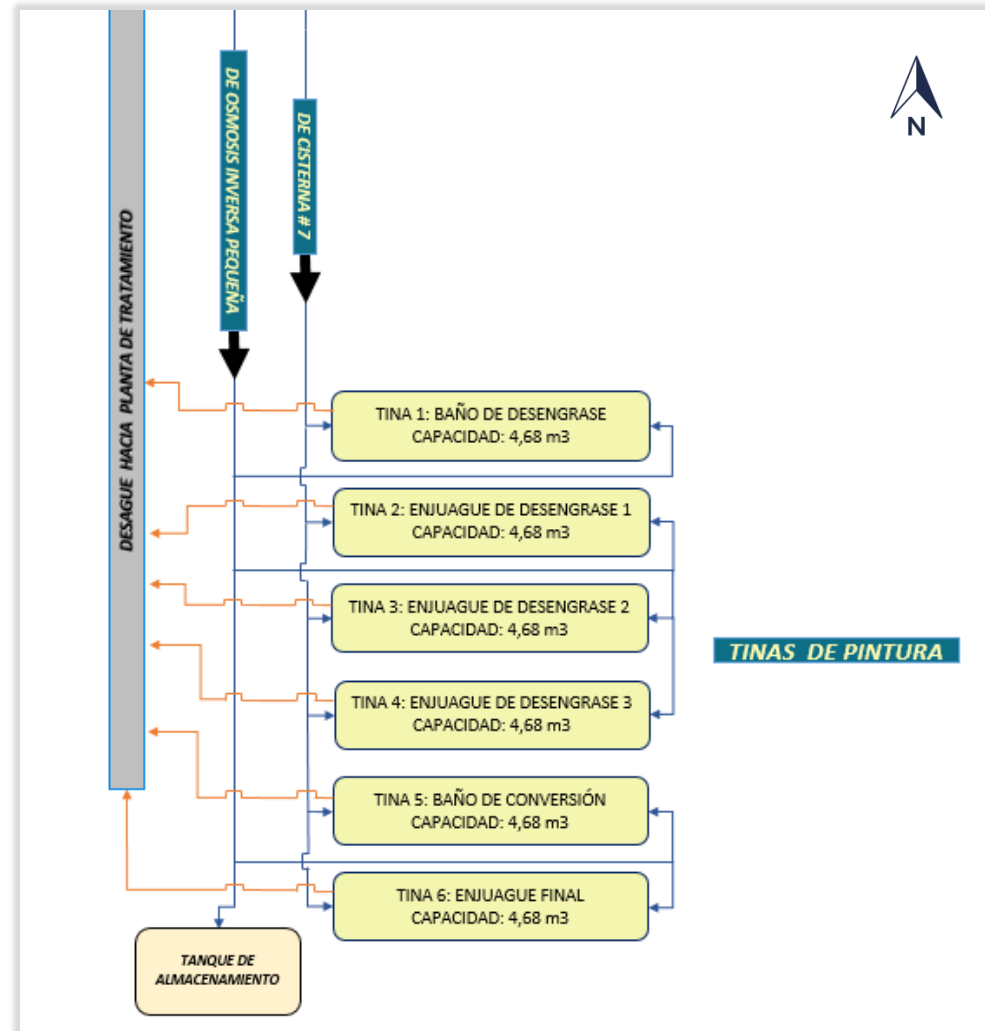 DESAGUE HACIA PLANTA DE TRATAMIENTO
DE OSMOSIS INVERSA PEQUEÑA
DE CISTERNA # 7
N
TINA 1: BAÑO DE DESENGRASE
CAPACIDAD: 4,68 m3
TINA 2: ENJUAGUE DE DESENGRASE 1
CAPACIDAD: 4,68 m3
TINA 3: ENJUAGUE DE DESENGRASE 2
CAPACIDAD: 4,68 m3
TINAS DE PINTURA
TINA 4: ENJUAGUE DE DESENGRASE 3
CAPACIDAD: 4,68 m3
TINA 5: BAÑO DE CONVERSIÓN
CAPACIDAD: 4,68 m3
TINA 6: ENJUAGUE FINAL
CAPACIDAD: 4,68 m3
TANQUE DE
ALMACENAMIENTO